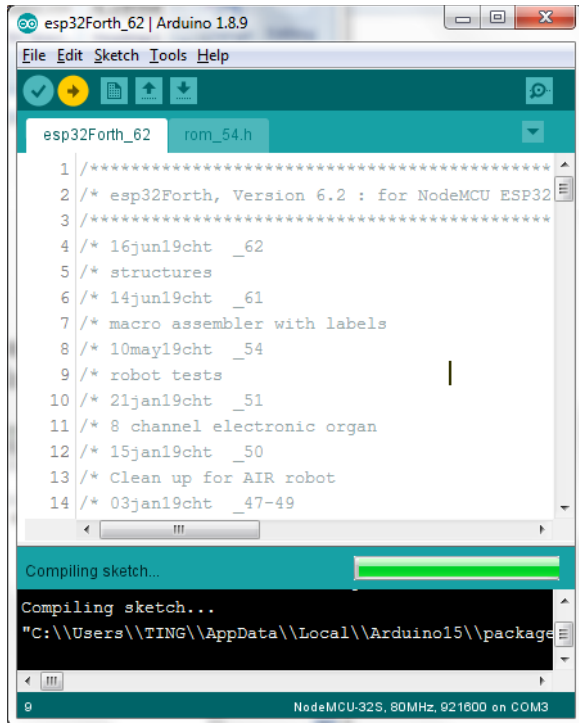 esp32Forth_62 | Arduino 1.8.9
File Edit Sketch Tools Help
esp32Forth_62 rom_54.h
1 /*********************************************
2 /* esp32Forth, Version 6.2 : for NodeMCU ESP32
3 /*********************************************
4 /* 16jun19cht _62
5 /* structures
6 /* 14jun19cht _61
7 /* macro assembler with labels
8 /* 10may19cht _54
9 /* robot tests
10 /* 21jan19cht _51
11 /* 8 channel electronic organ
12 /* 15jan19cht _50
13 /* Clean up for AIR robot
14 /* 03jan19cht _47-49
Compiling sketch...
Compiling sketch...
"C:\\Users\\TING\\AppData\\Local\\Arduino15\\package
9 NodeMCU-32S, 80MHz, 921600 on COM3